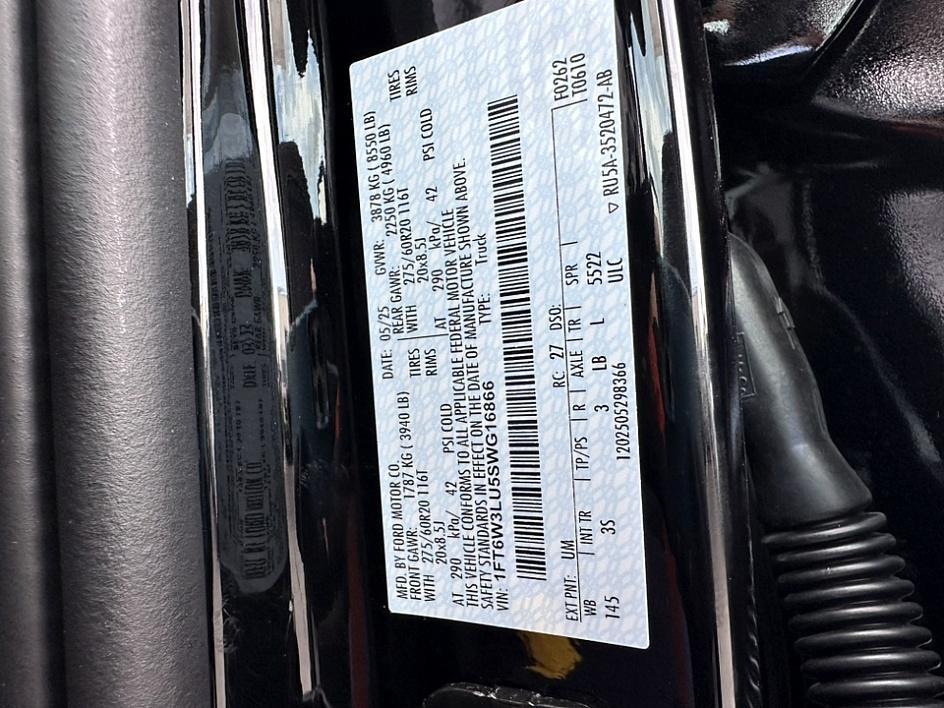 MFD. BY FORD MOTOR CO.
DATE: 05/25 GVWR: 3878 KG ( 8550 LB)
FRONT GAWR: 1787 KG ( 3940 LB) REAR GAWR: 2250 KG ( 4960 LB)
WITH 275/60R20 116T TIRES WITH 275/60R20 116T TIRES
20x8.5J RIMS 20x8.5J RIMS
AT 290 kPa/ 42 PSI COLD AT 290 kPa/ 42 PSI COLD
THIS VEHICLE CONFORMS TO ALL APPLICABLE FEDERAL MOTOR VEHICLE
SAFETY STANDARDS IN EFFECT ON THE DATE OF MANUFACTURE SHOWN ABOVE.
VIN: 1FT6W3LU5SWG16866 TYPE: Truck
F0262
EXT PNT: UM RC: 27 DSO: T0610
WB INT TR TP/PS R AXLE TR SPR
145 3S 3 LB L 5522
ULC
1202505298366 ▽ RU5A-3520472-AB